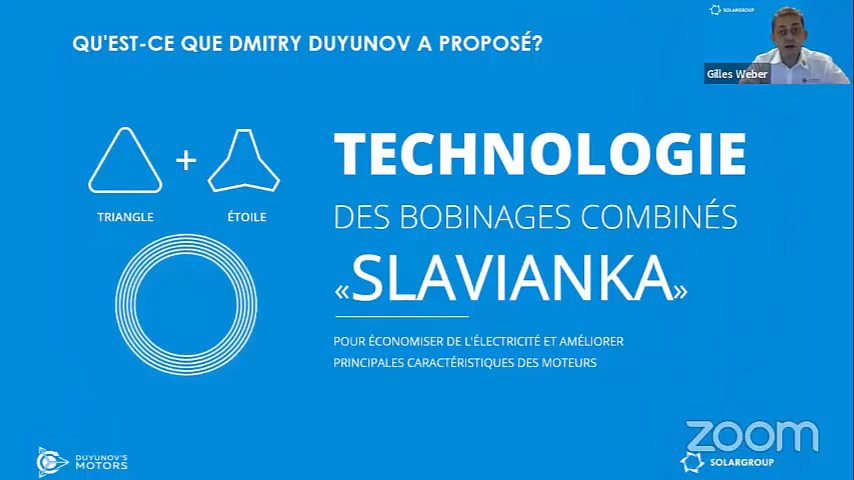 SOLARGROUP
QU'EST-CE QUE DMITRY DUYUNOV A PROPOSÉ?
Gilles Weber
TRIANGLE
+
ÉTOILE
TECHNOLOGIE
DES BOBINAGES COMBINÉS
«SLAVIANKA»
POUR ÉCONOMISER DE L'ÉLECTRICITÉ ET AMÉLIORER
PRINCIPALES CARACTÉRISTIQUES DES MOTEURS
zoom
DUYUNOV'S
MOTORS
SOLARGROUP